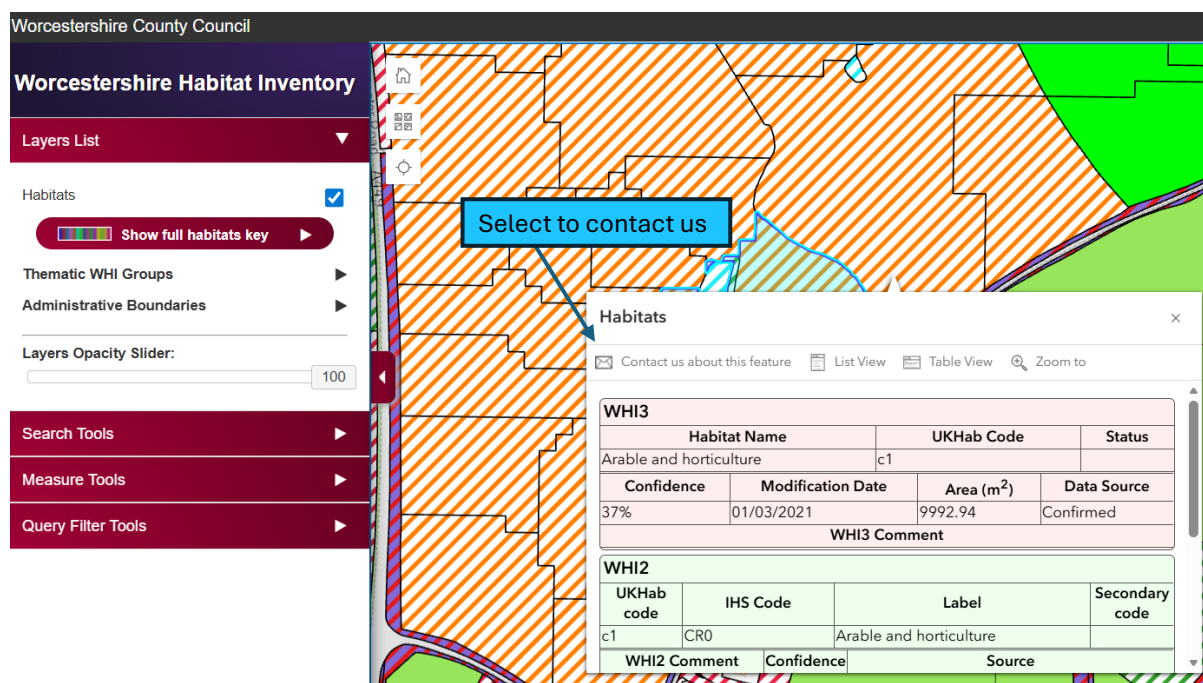 Worcestershire County Council
Worcestershire Habitat Inventory
Layers List
Habitats
Show full habitats key
Thematic WHI Groups
Administrative Boundaries
Layers Opacity Slider:
100
Search Tools
Measure Tools
Query Filter Tools
Select to contact us
Habitats
Contact us about this feature List View Table View Zoom to
WHI3
Habitat Name UKHab Code Status
Arable and horticulture c1
Confidence Modification Date Area (m²) Data Source
37% 01/03/2021 9992.94 Confirmed
WHI3 Comment
WHI2
UKHab code IHS Code Label Secondary code
c1 CR0 Arable and horticulture
WHI2 Comment Confidence Source